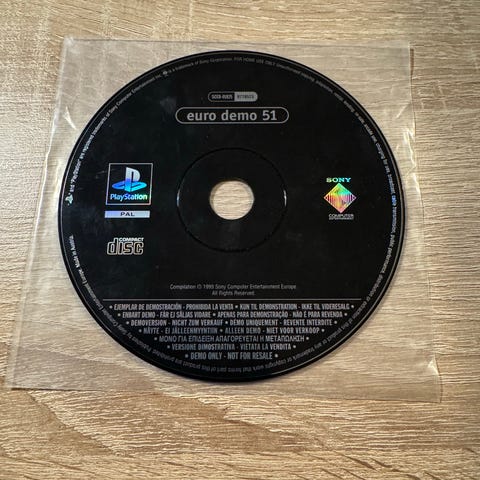 euro demo 51
PlayStation
PAL
SONY
COMPUTER
ENTERTAINMENT
COMPACT
disc
Compilation © 1999 Sony Computer Entertainment Europe.
All Rights Reserved.
• EJEMPLAR DE DEMOSTRACIÓN - PROHIBIDA LA VENTA • KUN TIL DEMONSTRATION - IKKE TIL VIDERESALG •
• ENBART DEMO - FÅR EJ SÄLJAS VIDARE • APENAS PARA DEMONSTRAÇÃO - NÃO É PARA REVENDA •
• DEMOVERSION - NICHT ZUM VERKAUF • DEMO UNIQUEMENT - REVENTE INTERDITE •
• NÄYTE - EI JÄLLEENMYYNTIIN • ALLEEN DEMO - NIET VOOR VERKOOP •
• ΜΟΝΟ ΓΙΑ ΕΠΙΔΕΙΞΗ ΑΠΑΓΟΡΕΥΕΤΑΙ Η ΜΕΤΑΠΩΛΗΣΗ •
• VERSIONE DIMOSTRATIVA - VIETATA LA VENDITA •
• DEMO ONLY - NOT FOR RESALE •